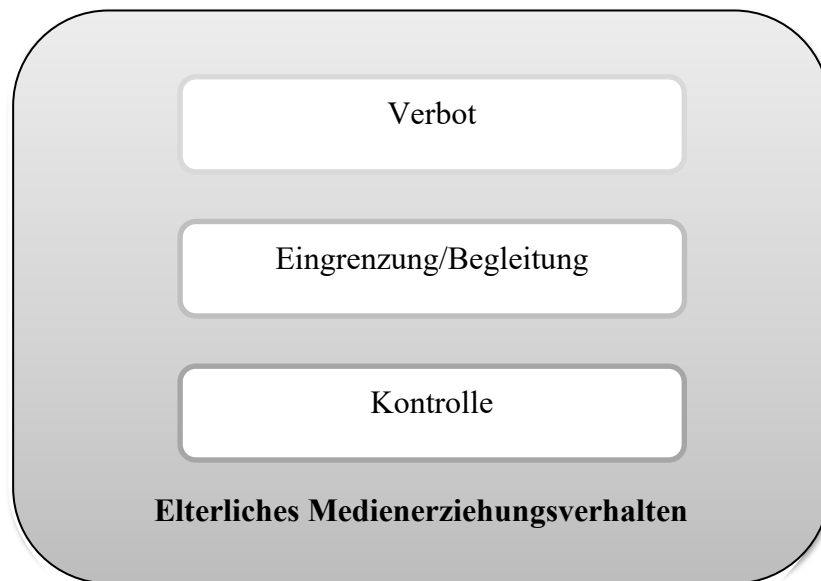 Verbot
Eingrenzung/Begleitung
Kontrolle
Elterliches Medienerziehungsverhalten